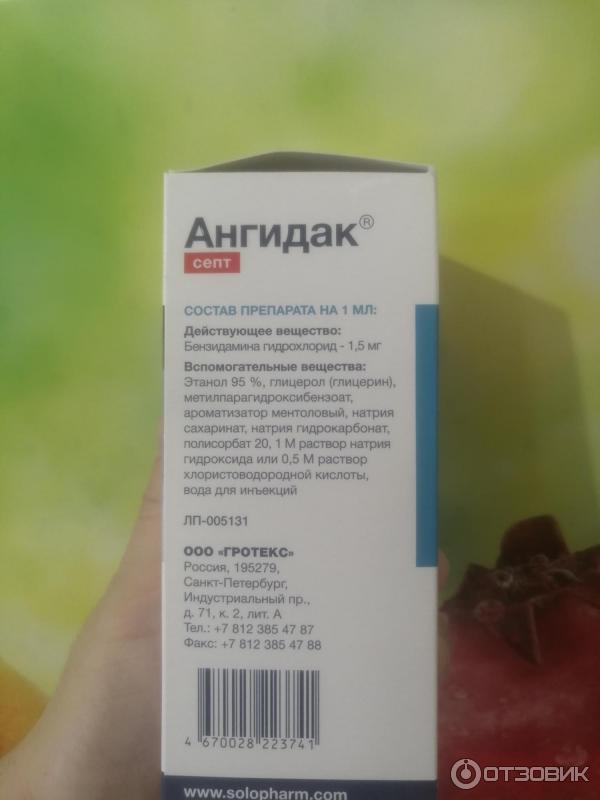 Ангидак®
септ
СОСТАВ ПРЕПАРАТА НА 1 МЛ:
Действующее вещество:
Бензидамина гидрохлорид - 1,5 мг
Вспомогательные вещества:
Этанол 95 %, глицерол (глицерин),
метилпарагидроксибензоат,
ароматизатор ментоловый, натрия
сахаринат, натрия гидрокарбонат,
полисорбат 20, 1 М раствор натрия
гидроксида или 0,5 М раствор
хлористоводородной кислоты,
вода для инъекций
ЛП-005131
ООО «ГРОТЕКС»
Россия, 195279,
Санкт-Петербург,
Индустриальный пр.,
д. 71, к. 2, лит. А
Тел.: +7 812 385 47 87
Факс: +7 812 385 47 88
4 670028 223741
www.solopharm.com
ОТЗОВИК